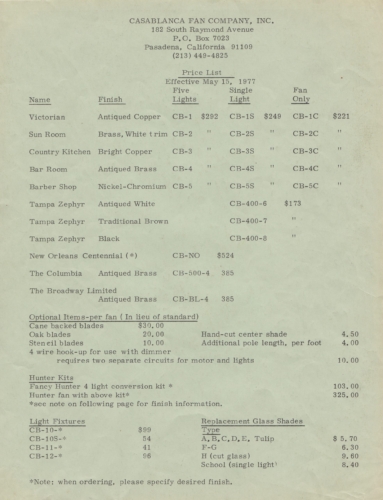 CASABLANCA FAN COMPANY, INC.
162 South Raymond Avenue
P.O. Box 7023
Pasadena, California 91109
(213) 449-4825
Price List
Effective May 15, 1977
Five Single Fan
Name Finish Lights Light Only
Victorian Antiqued Copper CB-1 $292 CB-1S $249 CB-1C $221
Sun Room Brass, White trim CB-2 " CB-2S " CB-2C "
Country Kitchen Bright Copper CB-3 " CB-3S " CB-3C "
Bar Room Antiqued Brass CB-4 " CB-4S " CB-4C "
Barber Shop Nickel-Chromium CB-5 " CB-5S " CB-5C "
Tampa Zephyr Antiqued White CB-400-6 $173
Tampa Zephyr Traditional Brown CB-400-7 "
Tampa Zephyr Black CB-400-8 "
New Orleans Centennial (*) CB-NO $524
The Columbia Antiqued Brass CB-500-4 385
The Broadway Limited
Antiqued Brass CB-BL-4 385
Optional Items-per fan (In lieu of standard)
Cane backed blades $30.00
Oak blades 20.00 Hand-cut center shade 4.50
Stencil blades 10.00 Additional pole length, per foot 4.00
4 wire hook-up for use with dimmer
requires two separate circuits for motor and lights 10.00
Hunter Kits
Fancy Hunter 4 light conversion kit * 103.00
Hunter fan with above kit* 325.00
*see note on following page for finish information.
Light Fixtures Replacement Glass Shades
CB-10-* $90 Type
CB-10S-* 54 A, B, C, D, E, Tulip $ 5.70
CB-11-* 41 F-G 6.30
CB-12-* 96 H (cut glass) 9.60
School (single light) 8.40
*Note; when ordering, please specify desired finish.